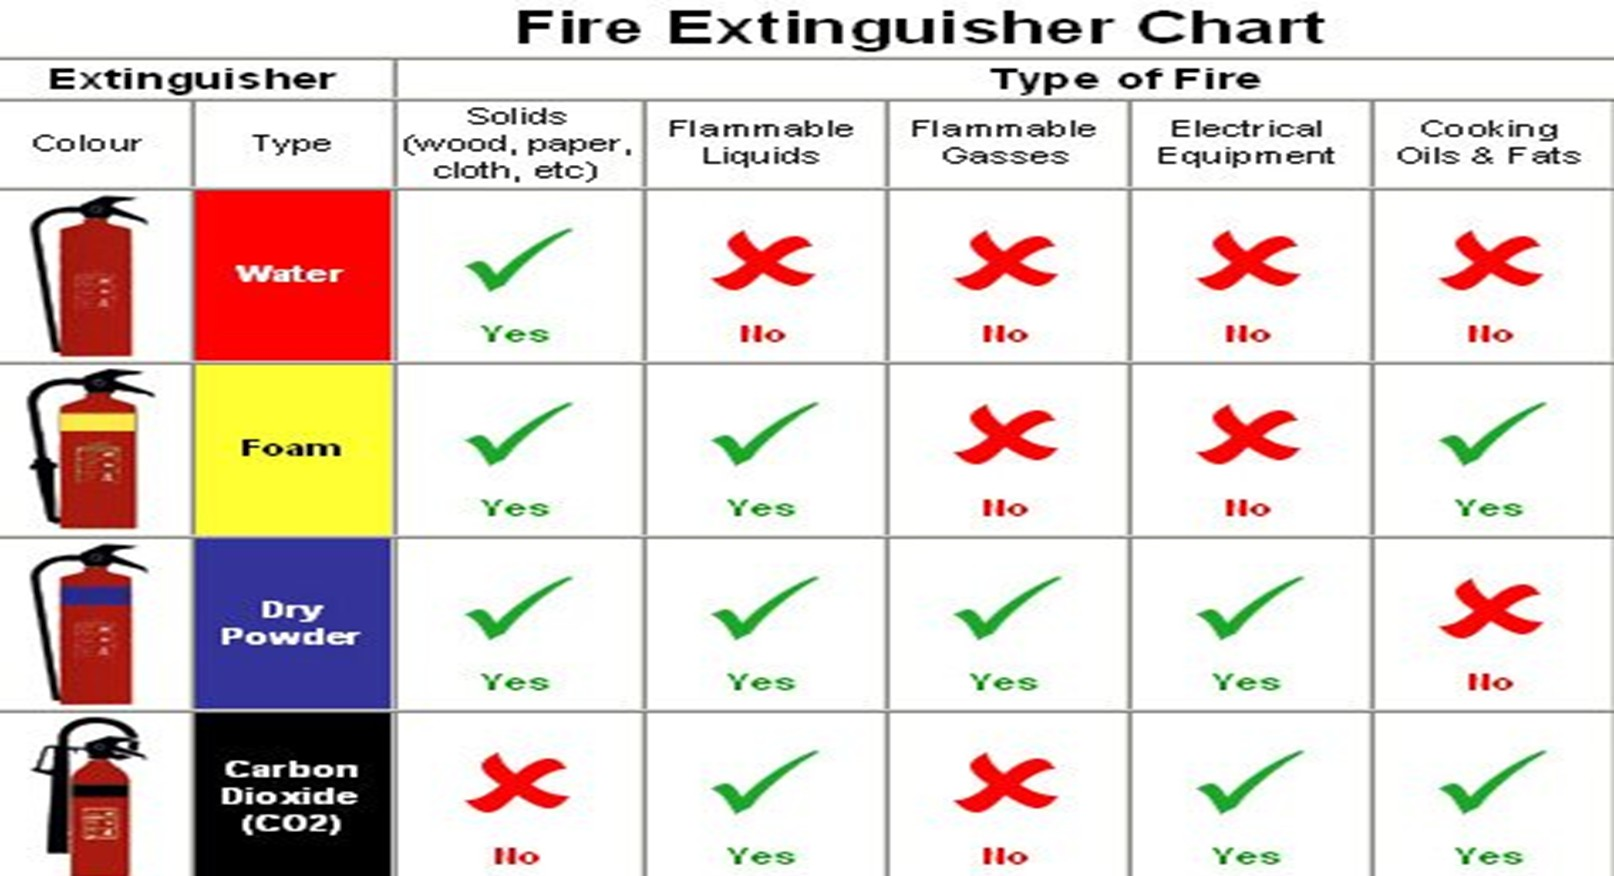 Fire Extinguisher Chart
Extinguisher
Type of Fire
Colour
Type
Solids
(wood, paper,
cloth, etc)
Flammable
Liquids
Flammable
Gasses
Electrical
Equipment
Cooking
Oils & Fats
Water
Yes
No
No
No
No
Foam
Yes
Yes
No
No
Yes
Dry
Powder
Yes
Yes
Yes
Yes
No
Carbon
Dioxide
(CO2)
No
Yes
No
Yes
Yes